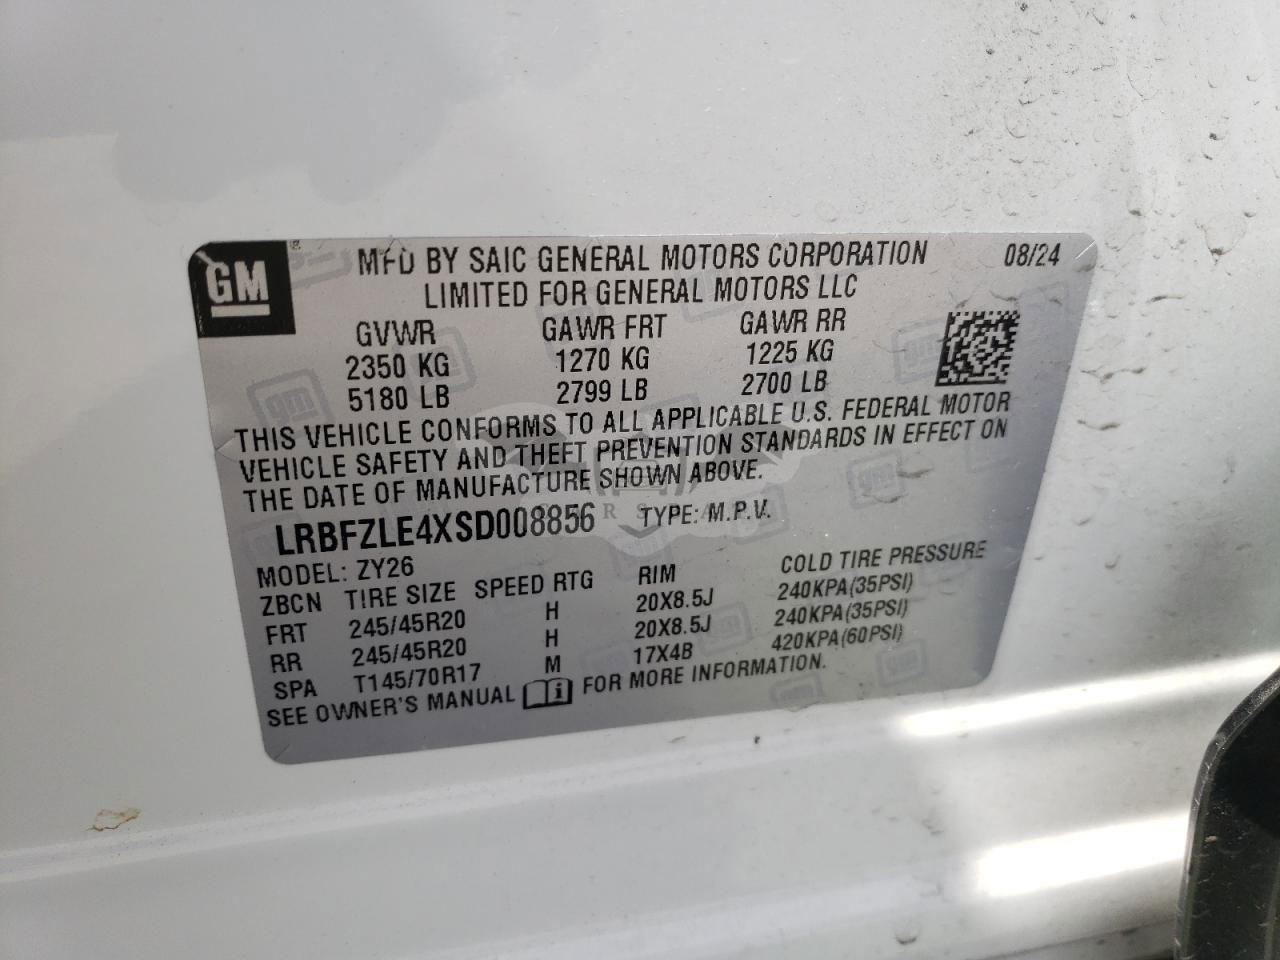 GM
MFD BY SAIC GENERAL MOTORS CORPORATION 08/24
LIMITED FOR GENERAL MOTORS LLC
GVWR GAWR FRT GAWR RR
2350 KG 1270 KG 1225 KG
5180 LB 2799 LB 2700 LB
THIS VEHICLE CONFORMS TO ALL APPLICABLE U.S. FEDERAL MOTOR
VEHICLE SAFETY AND THEFT PREVENTION STANDARDS IN EFFECT ON
THE DATE OF MANUFACTURE SHOWN ABOVE.
LRBFZLE4XSD008856 TYPE: M.P.V.
MODEL: ZY26
ZBCN TIRE SIZE SPEED RTG RIM COLD TIRE PRESSURE
FRT 245/45R20 H 20X8.5J 240KPA(35PSI)
RR 245/45R20 H 20X8.5J 240KPA(35PSI)
SPA T145/70R17 M 17X4B 420KPA(60PSI)
SEE OWNER'S MANUAL FOR MORE INFORMATION.